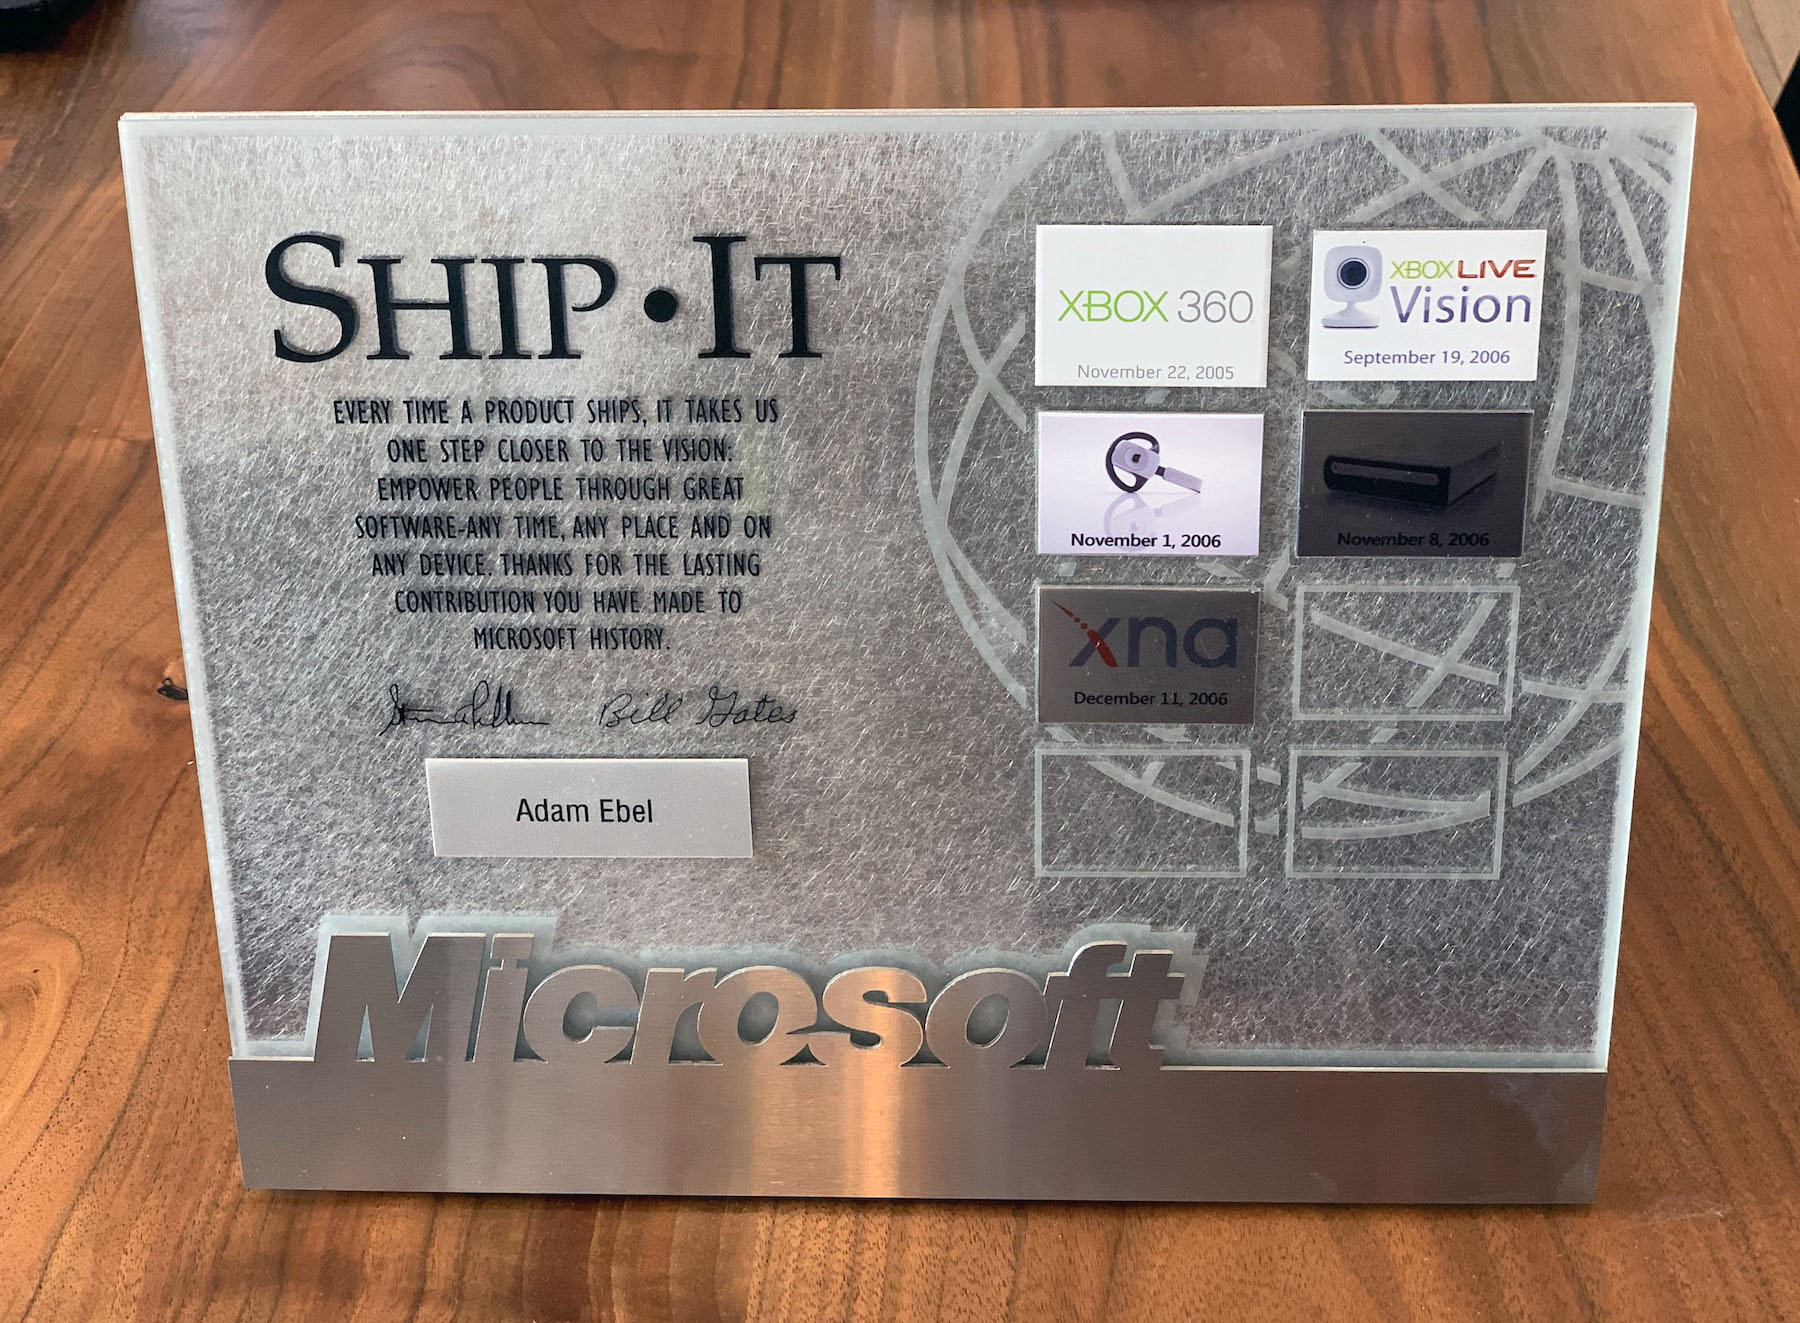 SHIP•IT
EVERY TIME A PRODUCT SHIPS, IT TAKES US
ONE STEP CLOSER TO THE VISION:
EMPOWER PEOPLE THROUGH GREAT
SOFTWARE-ANY TIME, ANY PLACE AND ON
ANY DEVICE. THANKS FOR THE LASTING
CONTRIBUTION YOU HAVE MADE TO
MICROSOFT HISTORY.
Bill Gates
Adam Ebel
XBOX 360
November 22, 2005
XBOX LIVE
Vision
September 19, 2006
November 1, 2006
November 8, 2006
xna
December 11, 2006
Microsoft